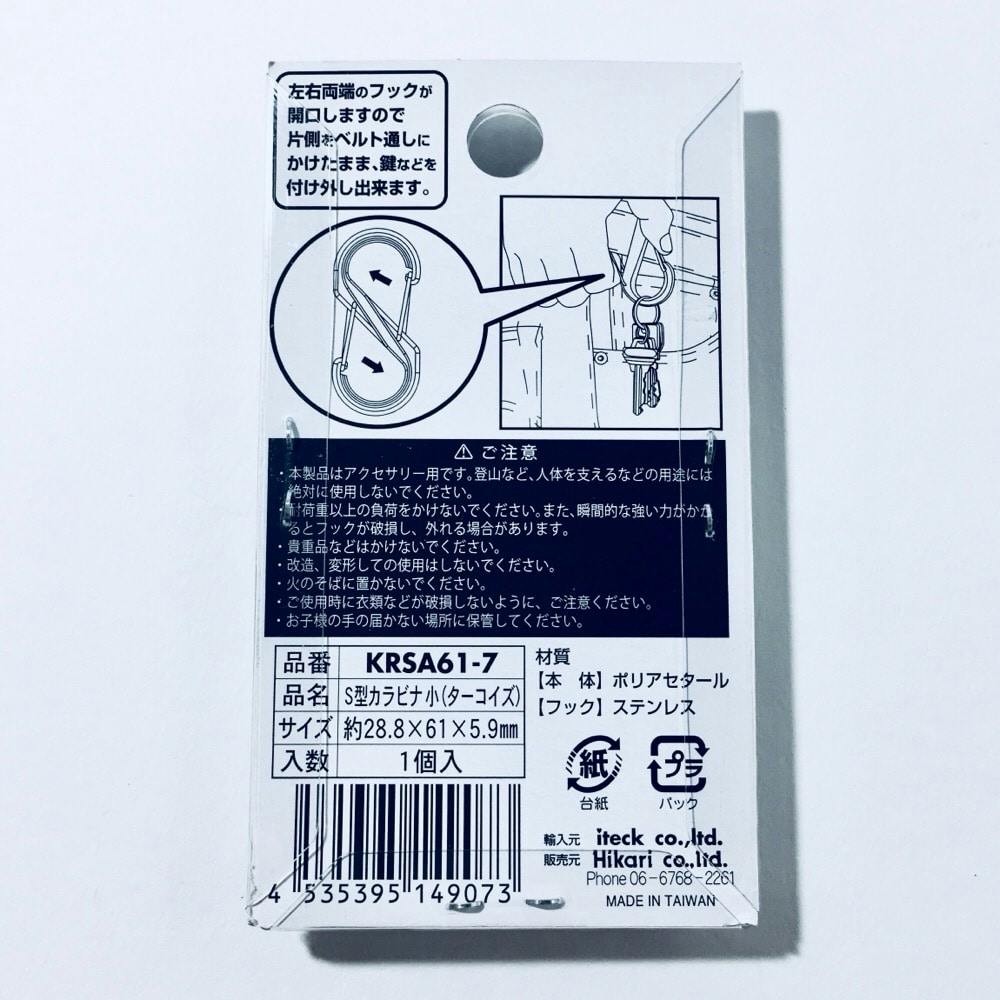 左右両端のフックが
開口しますので
片側をベルト通しに
かけたまま、鍵などを
付け外し出来ます。
⚠ ご注意
・本製品はアクセサリー用です。登山など、人体を支えるなどの用途には
絶対に使用しないでください。
・耐荷重以上の負荷をかけないでください。また、瞬間的な強い力がかか
るとフックが破損し、外れる場合があります。
・貴重品などはかけないでください。
・改造、変形しての使用はしないでください。
・火のそばに置かないでください。
・ご使用時に衣類などが破損しないように、ご注意ください。
・お子様の手の届かない場所に保管してください。
品番 KRSA61-7
品名 S型カラビナ小(ターコイズ)
サイズ 約28.8×61×5.9mm
入数 1個入
材質
【本 体】ポリアセタール
【フック】ステンレス
紙 プラ
台紙 パック
輸入元 iteck co.,ltd.
販売元 Hikari co.,ltd.
Phone 06-6768-2261
MADE IN TAIWAN
4 535395 149073